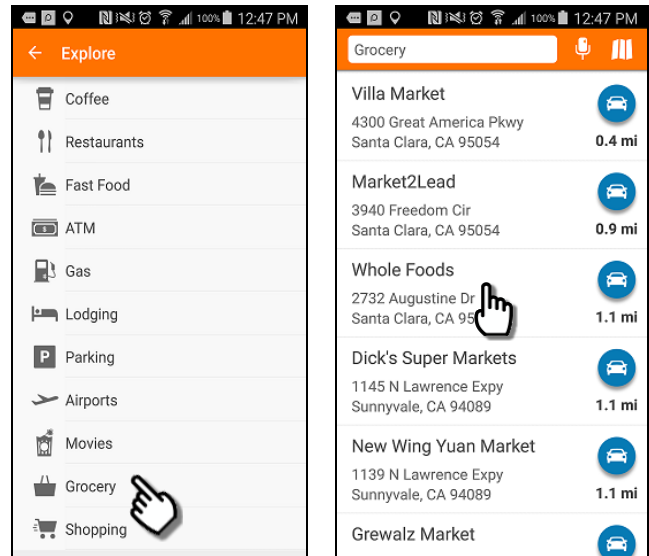 100% 12:47 PM
Explore
Coffee
Restaurants
Fast Food
ATM
Gas
Lodging
P Parking
Airports
Movies
Grocery
Shopping
100% 12:47 PM
Grocery
Villa Market
4300 Great America Pkwy
Santa Clara, CA 95054
0.4 mi
Market2Lead
3940 Freedom Cir
Santa Clara, CA 95054
0.9 mi
Whole Foods
2732 Augustine Dr
Santa Clara, CA 95
1.1 mi
Dick's Super Markets
1145 N Lawrence Expy
Sunnyvale, CA 94089
1.1 mi
New Wing Yuan Market
1139 N Lawrence Expy
Sunnyvale, CA 94089
1.1 mi
Grewalz Market